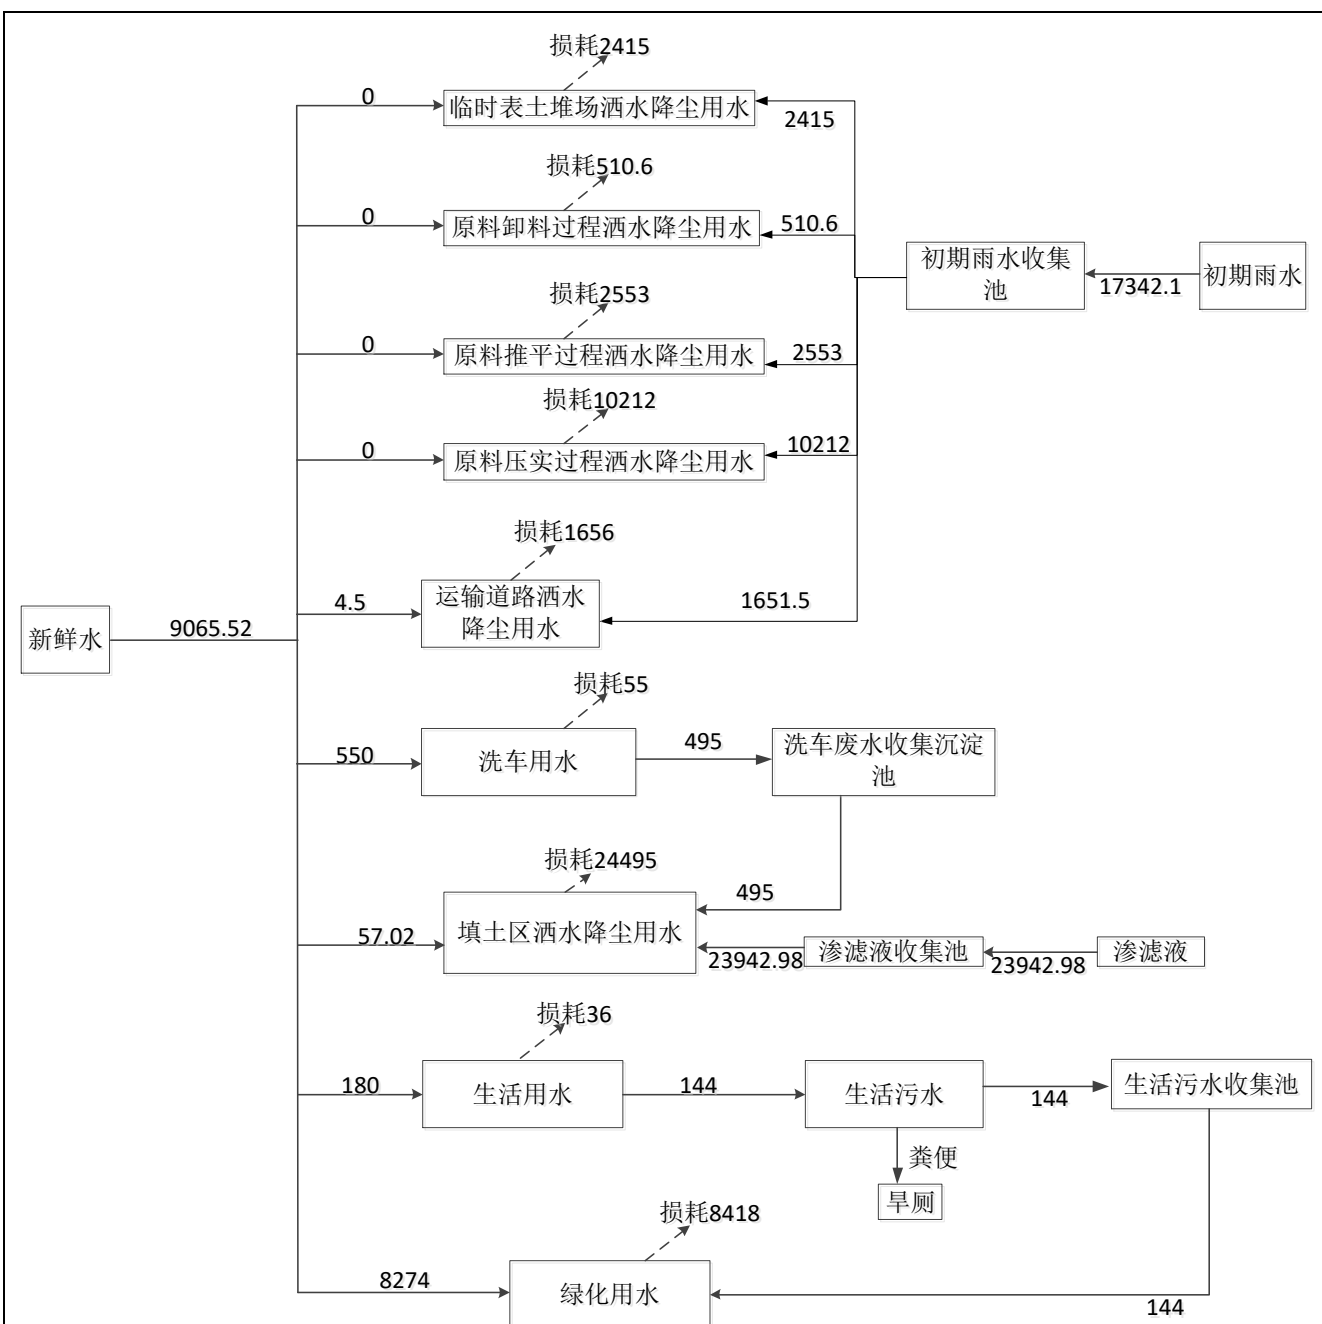 损耗2415
0
临时表土堆场洒水降尘用水
2415
损耗510.6
0
原料卸料过程洒水降尘用水
510.6
初期雨水收集
池
17342.1
初期雨水
损耗2553
0
原料推平过程洒水降尘用水
2553
损耗10212
0
原料压实过程洒水降尘用水
10212
损耗1656
4.5
运输道路洒水
降尘用水
1651.5
新鲜水
9065.52
损耗55
550
洗车用水
495
洗车废水收集沉淀
池
损耗24495
57.02
填土区洒水降尘用水
495
23942.98
渗滤液收集池
23942.98
渗滤液
损耗36
180
生活用水
144
生活污水
144
生活污水收集池
粪便
旱厕
损耗8418
8274
绿化用水
144